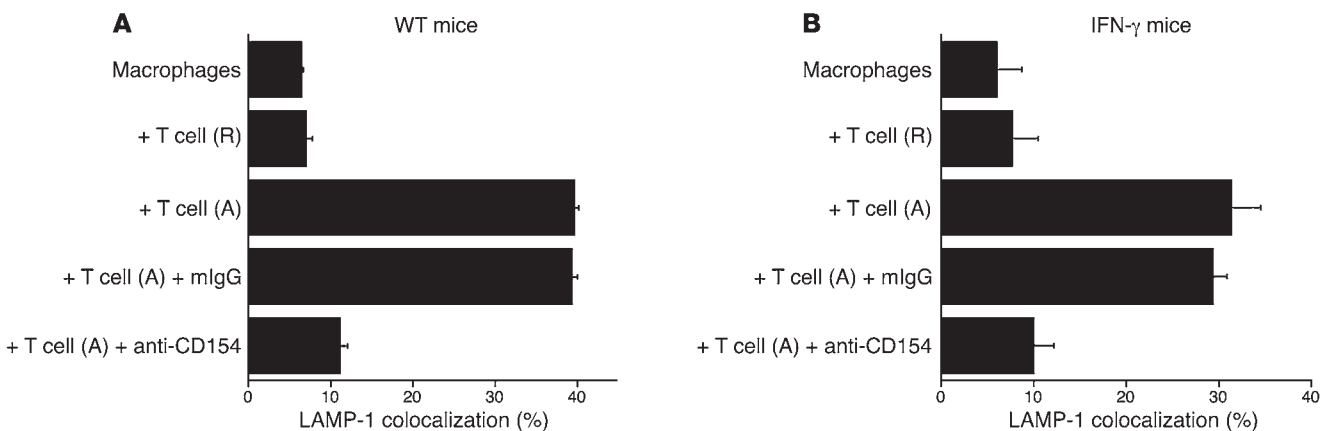 A
WT mice
Macrophages
+ T cell (R)
+ T cell (A)
+ T cell (A) + mIgG
+ T cell (A) + anti-CD154
0 10 20 30 40
LAMP-1 colocalization (%)
B
IFN-γ mice
Macrophages
+ T cell (R)
+ T cell (A)
+ T cell (A) + mIgG
+ T cell (A) + anti-CD154
0 10 20 30 40
LAMP-1 colocalization (%)